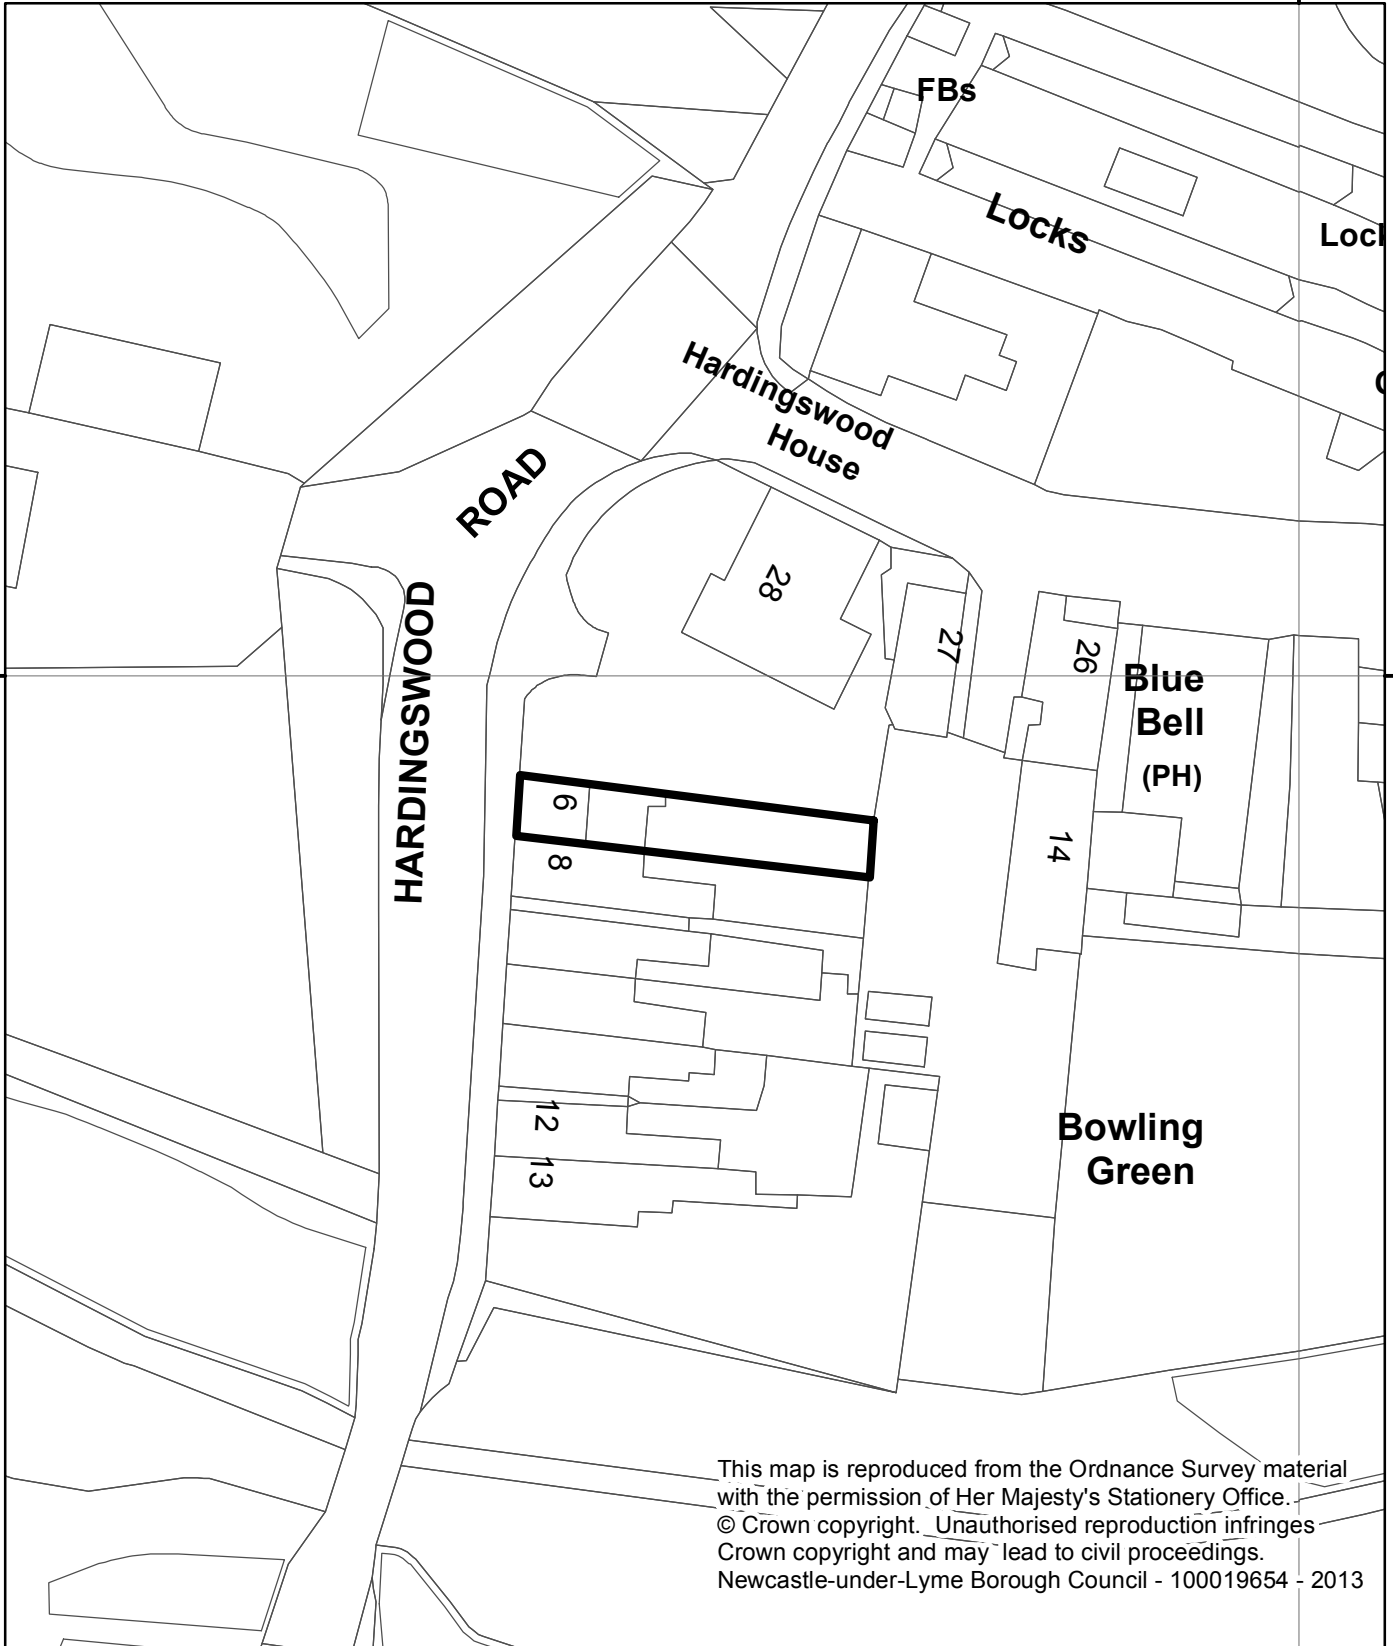 FBs
Locks
Lock
Hardingswood
House
ROAD
HARDINGSWOOD
28
27
26
Blue
Bell
(PH)
6
8
14
12
13
Bowling
Green
This map is reproduced from the Ordnance Survey material
with the permission of Her Majesty's Stationery Office.
© Crown copyright. Unauthorised reproduction infringes
Crown copyright and may lead to civil proceedings.
Newcastle-under-Lyme Borough Council - 100019654 - 2013